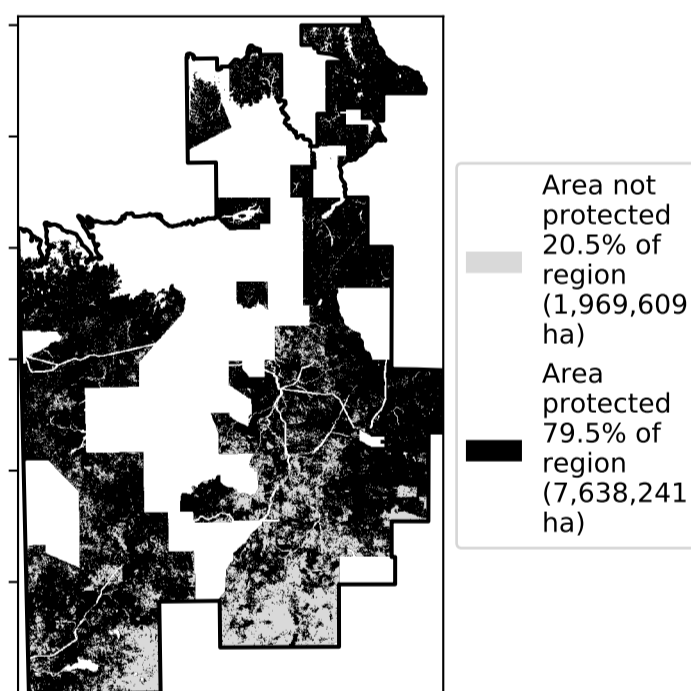 Area not
protected
20.5% of
region
(1,969,609
ha)
Area
protected
79.5% of
region
(7,638,241
ha)